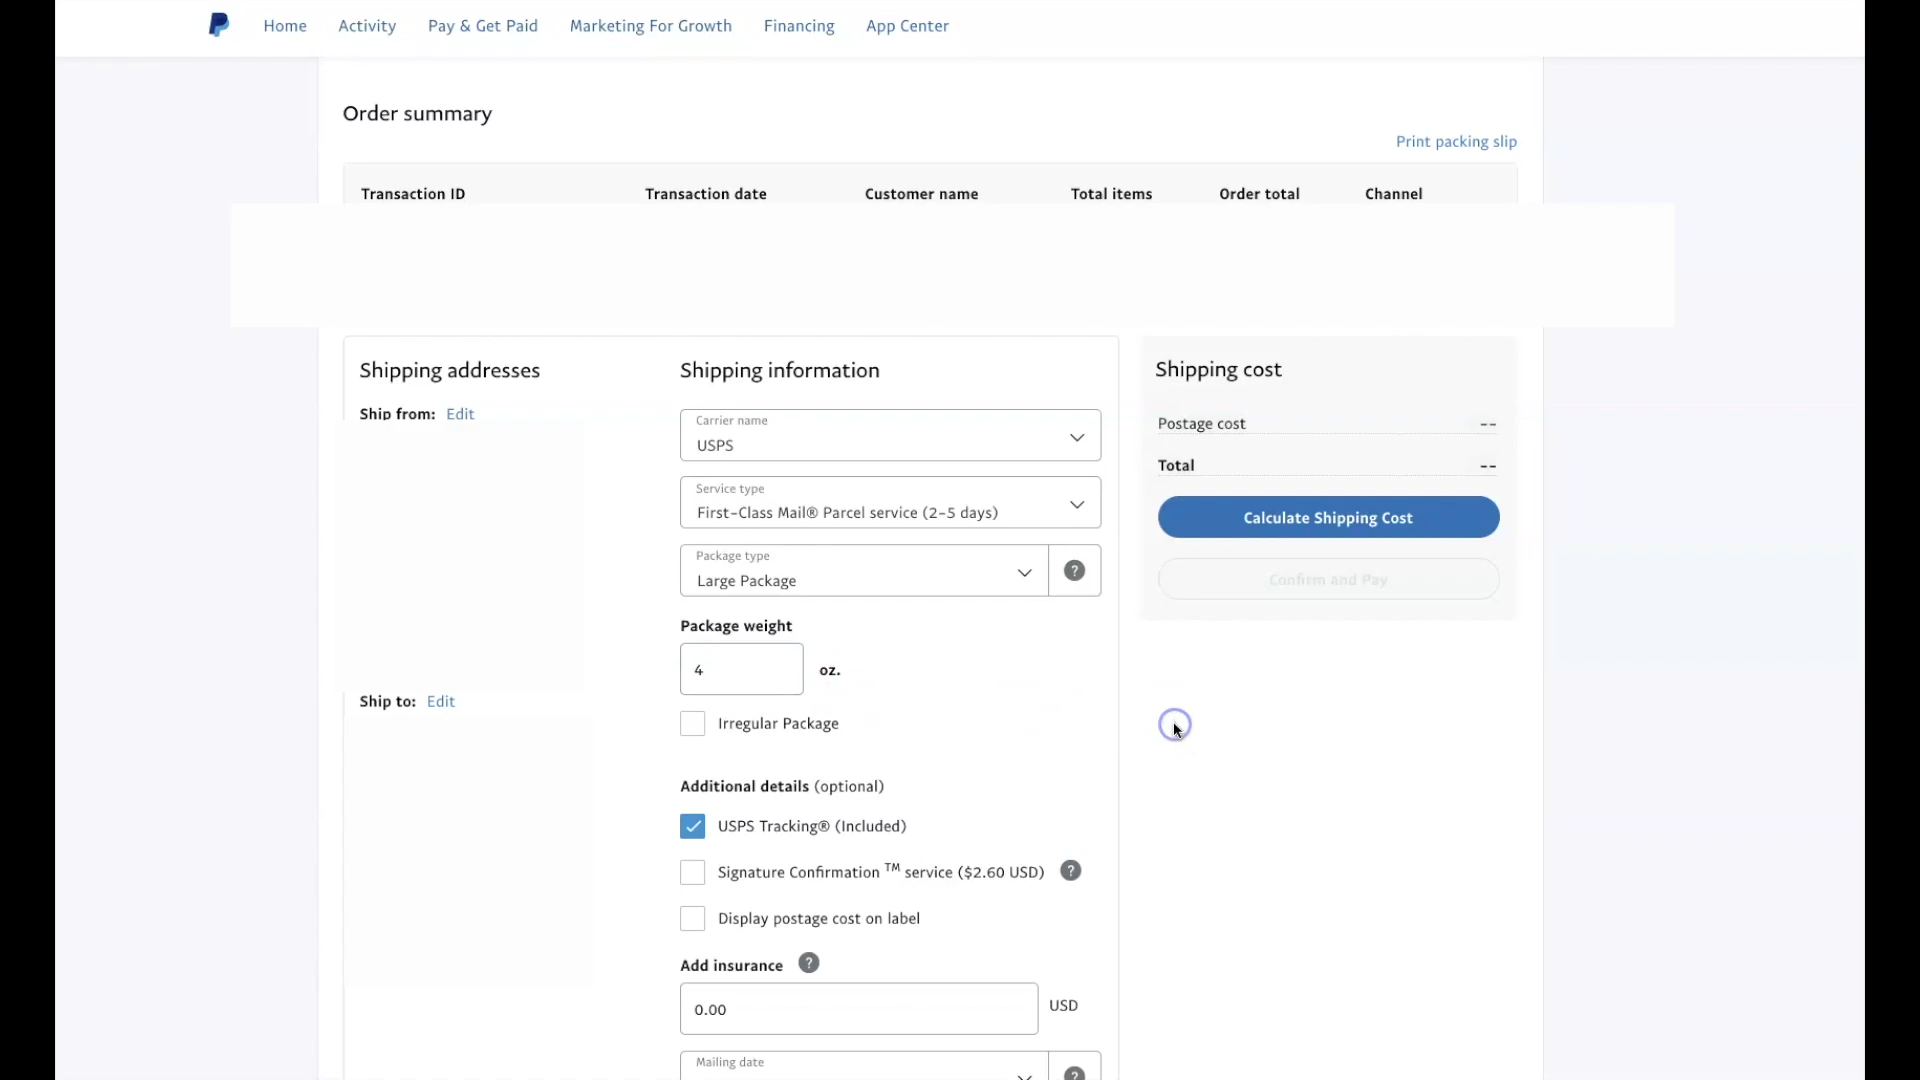 Home Activity Pay & Get Paid Marketing For Growth Financing App Center
Order summary
Print packing slip
Transaction ID Transaction date Customer name Total items Order total Channel
Shipping addresses
Ship from: Edit
Ship to: Edit
Shipping information
Carrier name
USPS
Service type
First-Class Mail® Parcel service (2-5 days)
Package type
Large Package
?
Package weight
4 oz.
Irregular Package
Additional details (optional)
USPS Tracking® (Included)
Signature Confirmation ™ service ($2.60 USD) ?
Display postage cost on label
Add insurance ?
0.00 USD
Mailing date
?
Shipping cost
Postage cost --
Total --
Calculate Shipping Cost
Confirm and Pay